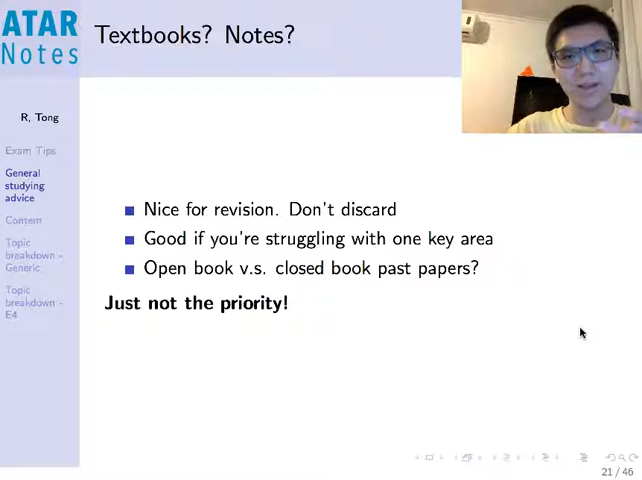 ATAR
Notes
Textbooks? Notes?
R, Tong
Exam Tips
General
studying
advice
Content
Topic
breakdown -
Generic
Topic
breakdown -
E4
Nice for revision. Don't discard
Good if you're struggling with one key area
Open book v.s. closed book past papers?
Just not the priority!
21 / 46